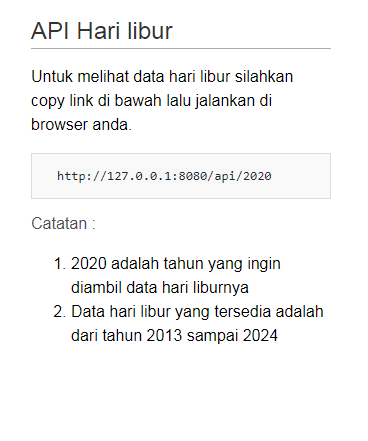 API Hari libur
Untuk melihat data hari libur silahkan
copy link di bawah lalu jalankan di
browser anda.
http://127.0.0.1:8080/api/2020
Catatan :
1. 2020 adalah tahun yang ingin
diambil data hari liburnya
2. Data hari libur yang tersedia adalah
dari tahun 2013 sampai 2024